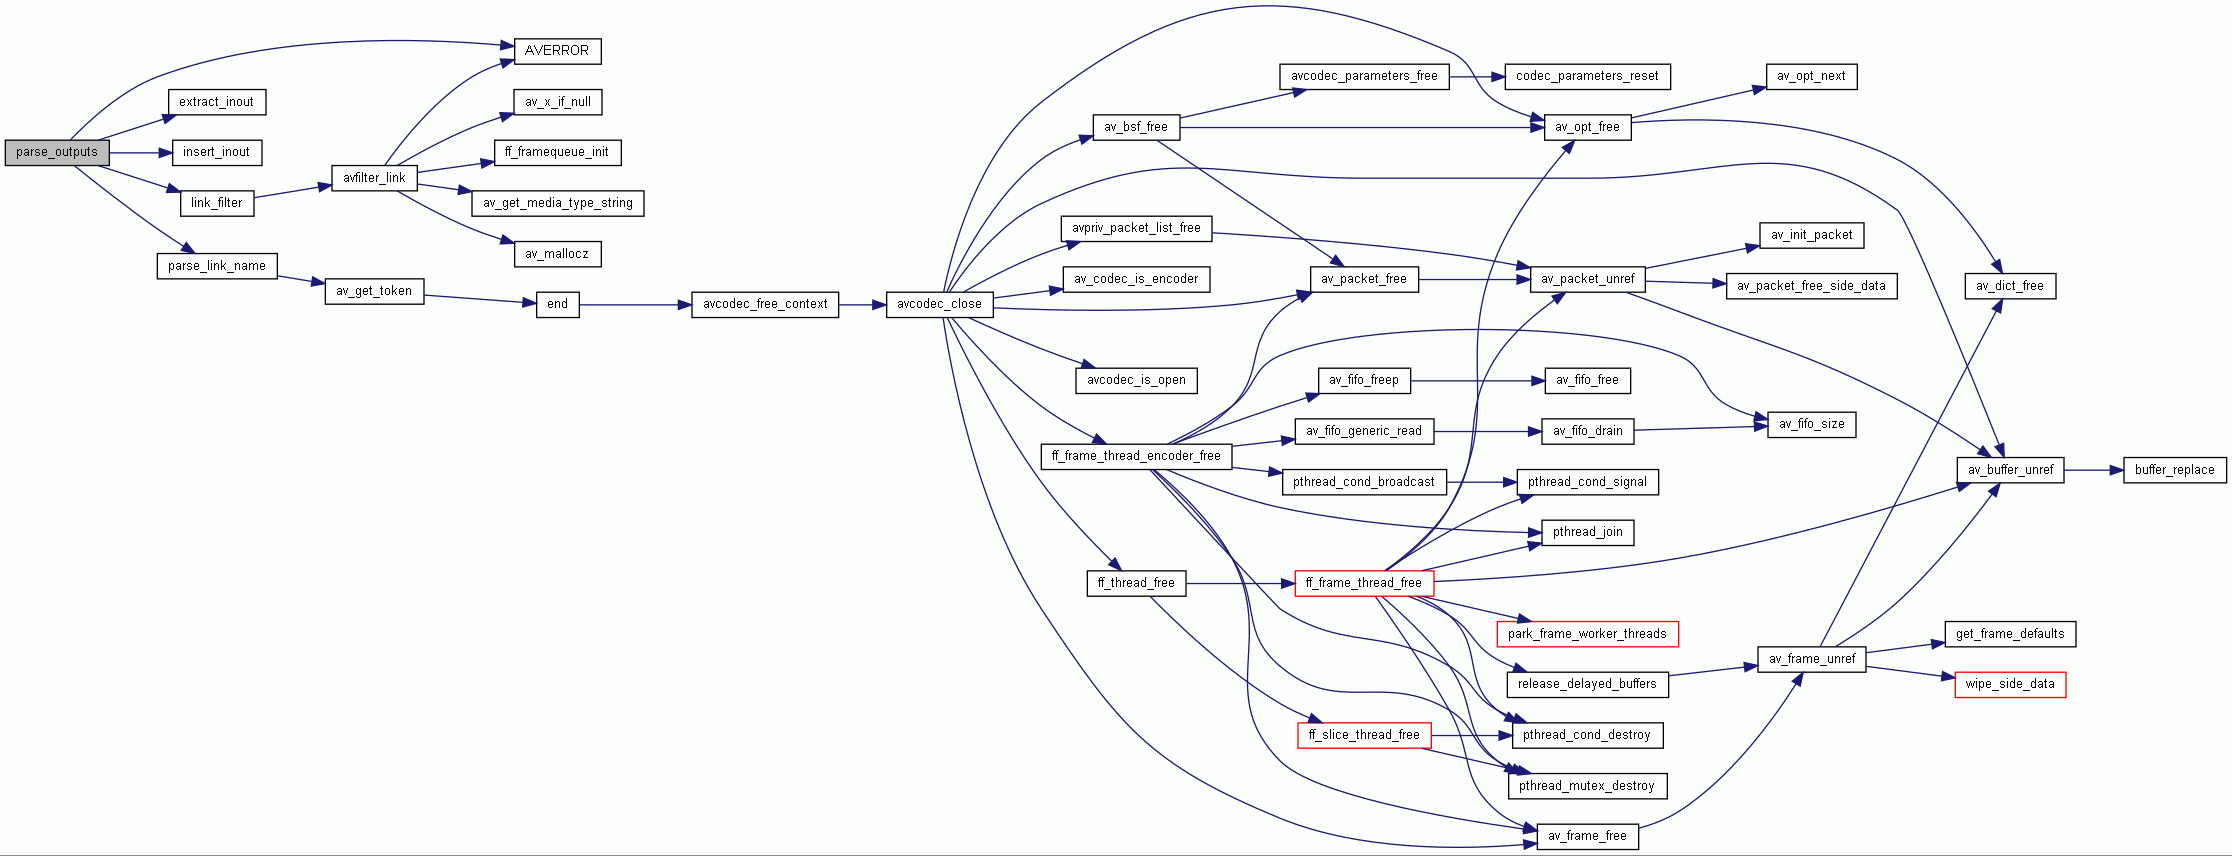 parse_outputs
AVERROR
extract_inout
insert_inout
link_filter
parse_link_name
avfilter_link
av_x_if_null
ff_framequeue_init
av_get_media_type_string
av_mallocz
av_get_token
end
avcodec_free_context
avcodec_close
av_bsf_free
avpriv_packet_list_free
av_codec_is_encoder
avcodec_is_open
ff_frame_thread_encoder_free
ff_thread_free
avcodec_parameters_free
av_packet_free
av_fifo_freep
av_fifo_generic_read
pthread_cond_broadcast
ff_frame_thread_free
ff_slice_thread_free
codec_parameters_reset
av_opt_free
av_packet_unref
av_fifo_free
av_fifo_drain
pthread_cond_signal
pthread_join
park_frame_worker_threads
release_delayed_buffers
pthread_cond_destroy
pthread_mutex_destroy
av_frame_free
av_opt_next
av_init_packet
av_packet_free_side_data
av_fifo_size
av_frame_unref
av_dict_free
av_buffer_unref
get_frame_defaults
wipe_side_data
buffer_replace